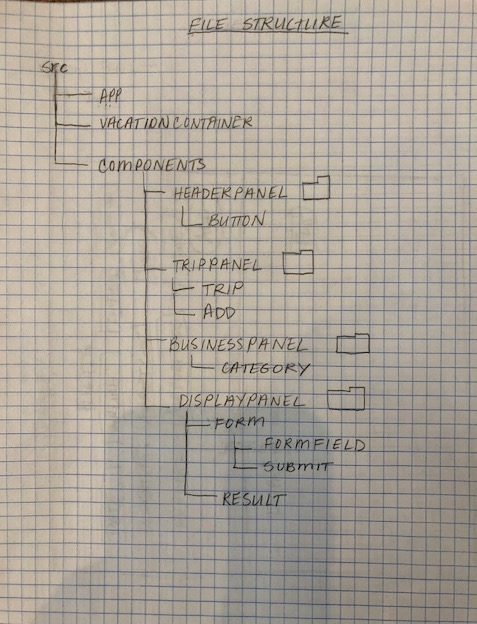 FILE STRUCTURE
src
APP
VACATIONCONTAINER
COMPONENTS
HEADERPANEL
BUTTON
TRIPPANEL
TRIP
ADD
BUSINESSPANEL
CATEGORY
DISPLAYPANEL
FORM
FORMFIELD
SUBMIT
RESULT